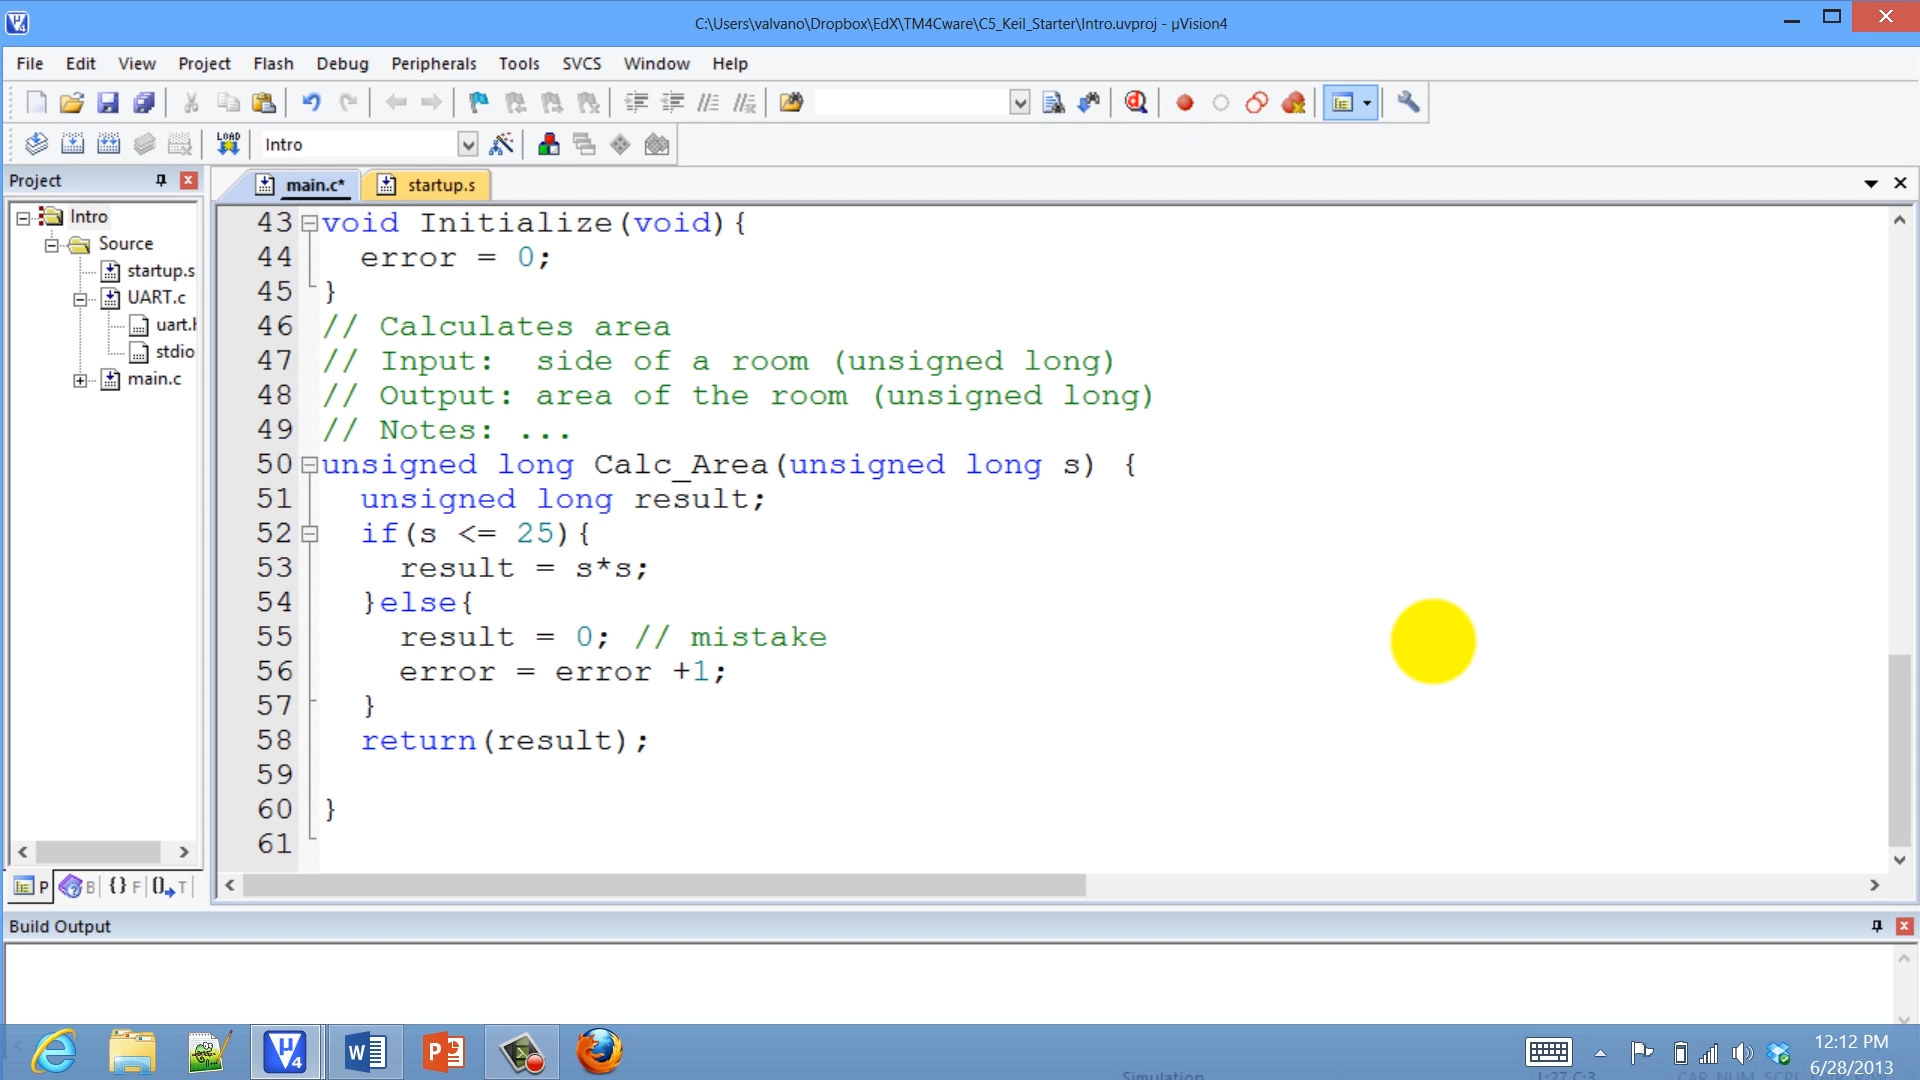 C:\Users\valvano\Dropbox\EdX\TM4Cware\C5_Keil_Starter\Intro.uvproj - µVision4
File Edit View Project Flash Debug Peripherals Tools SVCS Window Help
LOAD Intro
Project
main.c* startup.s
Intro
Source
startup.s
UART.c
uart.h
stdio
main.c
P B {} F T
43 void Initialize(void){
44 error = 0;
45 }
46 // Calculates area
47 // Input:  side of a room (unsigned long)
48 // Output: area of the room (unsigned long)
49 // Notes: ...
50 unsigned long Calc_Area(unsigned long s) {
51 unsigned long result;
52 if(s <= 25){
53 result = s*s;
54 }else{
55 result = 0; // mistake
56 error = error +1;
57 }
58 return(result);
59
60 }
61
Build Output
Simulation
12:12 PM
6/28/2013